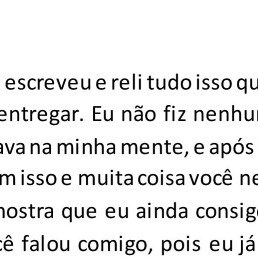 escreveu e reli tudo isso qu
entregar. Eu não fiz nenhu
ava na minha mente, e após
m isso e muita coisa você ne
nostra que eu ainda consig
cê falou comigo, pois eu já